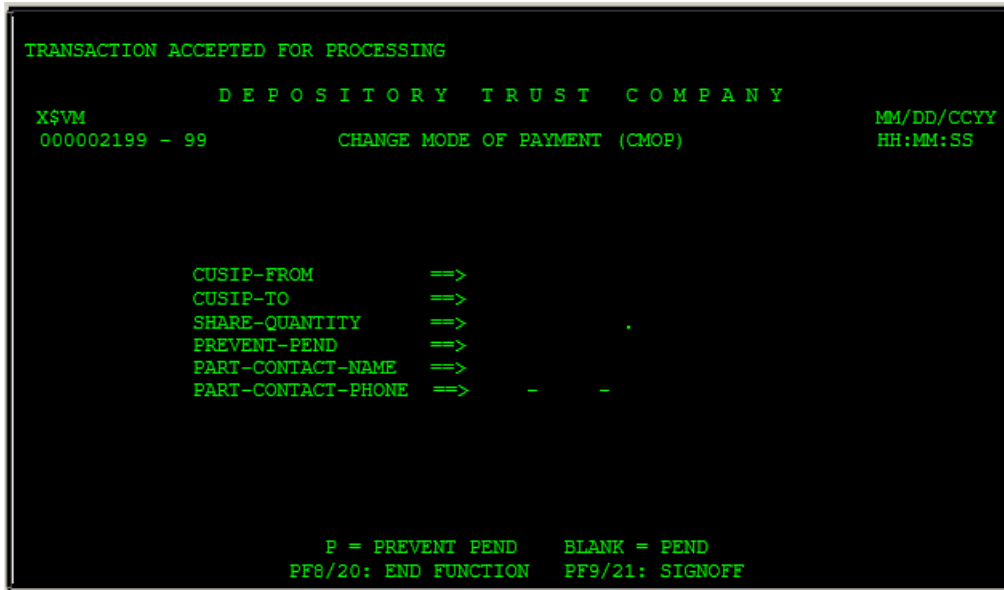 TRANSACTION ACCEPTED FOR PROCESSING
D E P O S I T O R Y   T R U S T   C O M P A N Y
X$VM MM/DD/CCYY
000002199 - 99 CHANGE MODE OF PAYMENT (CMOP) HH:MM:SS
CUSIP-FROM ==>
CUSIP-TO ==>
SHARE-QUANTITY ==> .
PREVENT-PEND ==>
PART-CONTACT-NAME ==>
PART-CONTACT-PHONE ==> - -
P = PREVENT PEND BLANK = PEND
PF8/20: END FUNCTION PF9/21: SIGNOFF